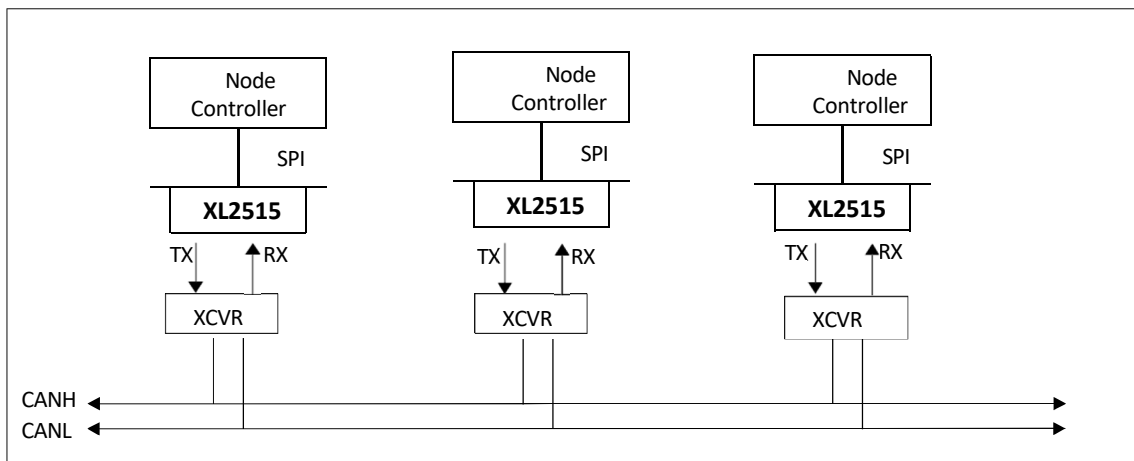 Node
Controller
Node
Controller
Node
Controller
SPI
SPI
SPI
XL2515
XL2515
XL2515
TX
RX
TX
RX
TX
RX
XCVR
XCVR
XCVR
CANH
CANL